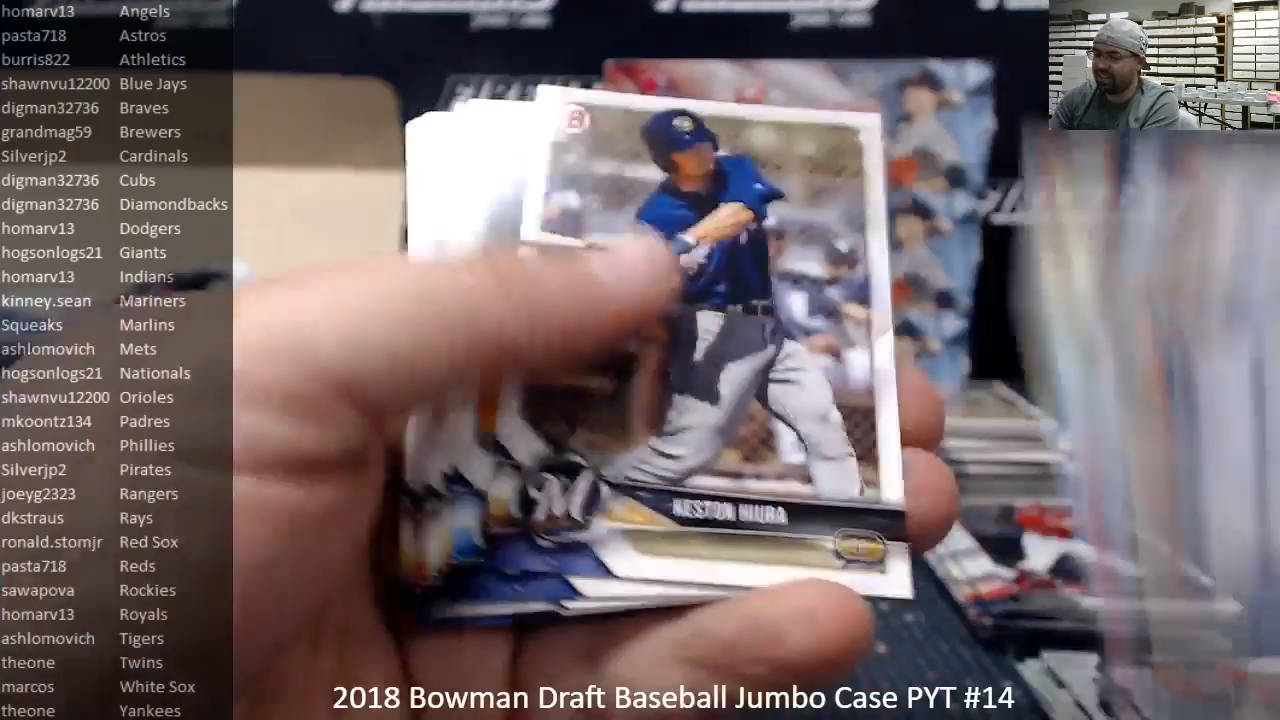 homarv13 Angels
pasta718 Astros
burris822 Athletics
shawnvu12200 Blue Jays
digman32736 Braves
grandmag59 Brewers
Silverjp2 Cardinals
digman32736 Cubs
digman32736 Diamondbacks
homarv13 Dodgers
hogsonlogs21 Giants
homarv13 Indians
kinney.sean Mariners
Squeaks Marlins
ashlomovich Mets
hogsonlogs21 Nationals
shawnvu12200 Orioles
mkoontz134 Padres
ashlomovich Phillies
Silverjp2 Pirates
joeyg2323 Rangers
dkstraus Rays
ronald.stomjr Red Sox
pasta718 Reds
sawapova Rockies
homarv13 Royals
ashlomovich Tigers
theone Twins
marcos White Sox
theone Yankees
B
M
KESTON HIURA
2018 Bowman Draft Baseball Jumbo Case PYT #14